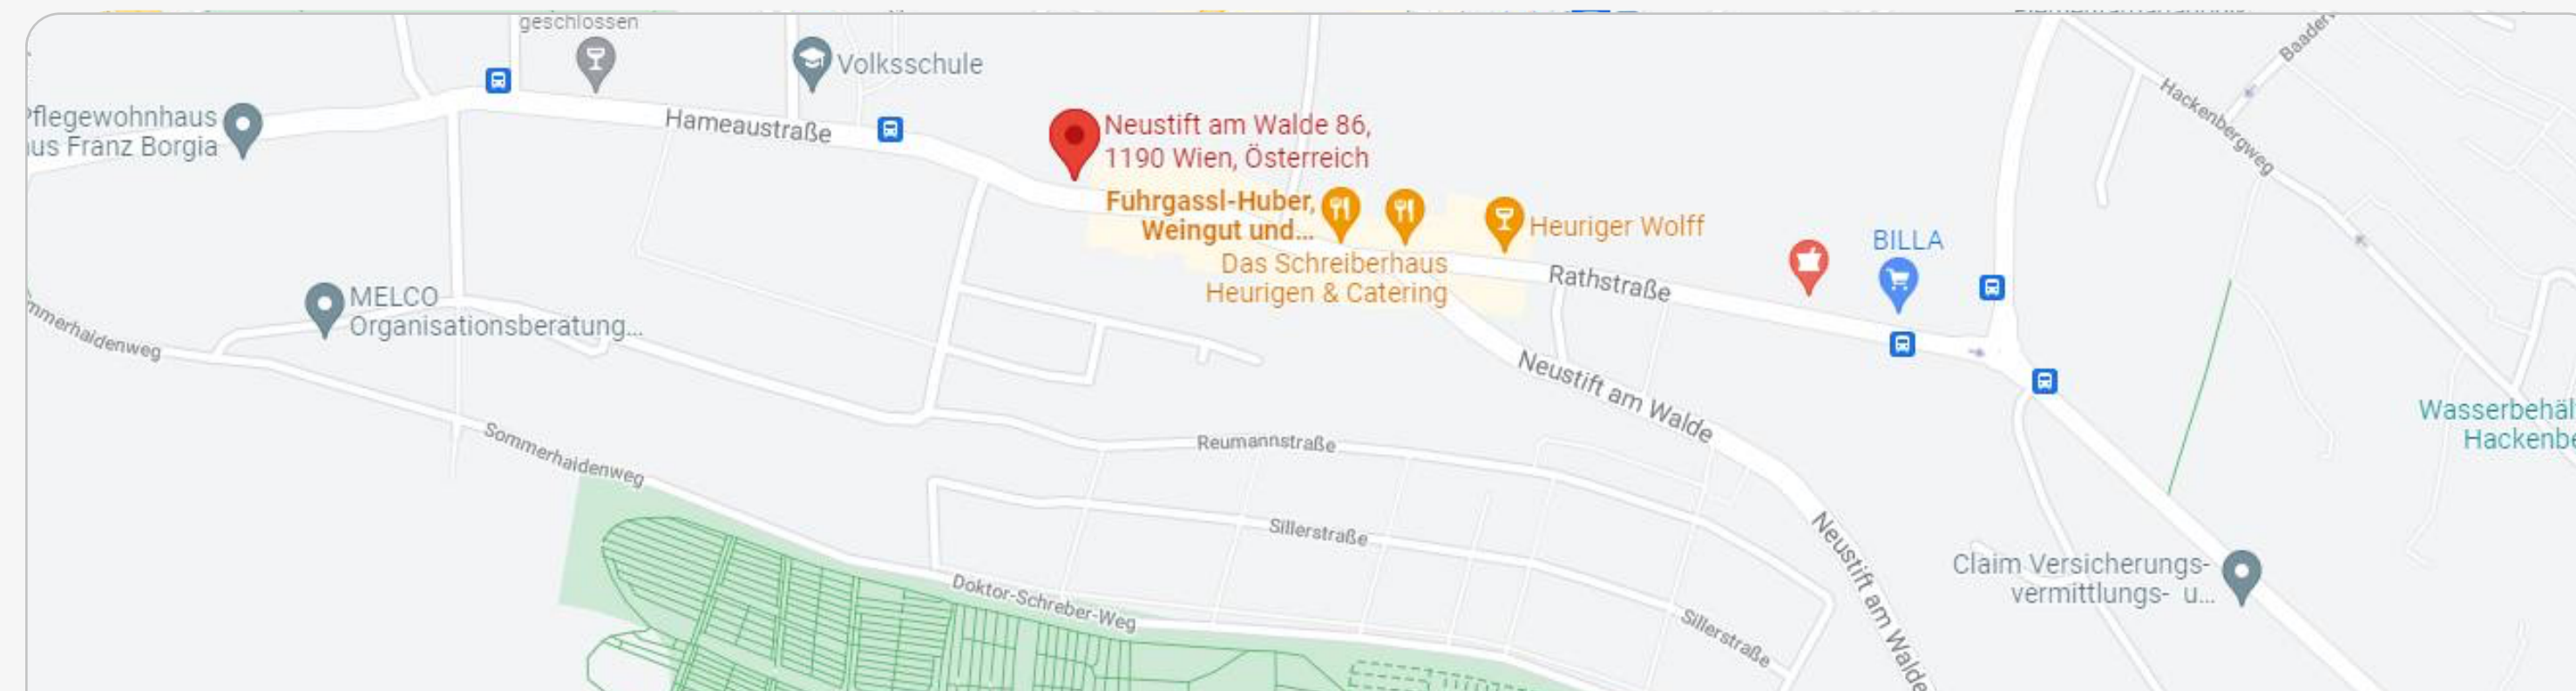 geschlossen
Volksschule
Baader
Hackenbergweg
Pflegewohnhaus
us Franz Borgia
Hameaustraße
Neustift am Walde 86,
1190 Wien, Österreich
Fuhrgassl-Huber,
Weingut und...
Heuriger Wolff
BILLA
Das Schreiberhaus
Heurigen & Catering
Rathstraße
MELCO
Organisationsberatung...
mmerhaidenweg
Neustift am Walde
Wasserbehäl
Hackenbe
Sommerhaidenweg
Reumannstraße
Sillerstraße
Neustift am Walde
Doktor-Schreber-Weg
Claim Versicherungs-
vermittlungs- u...
Sillerstraße